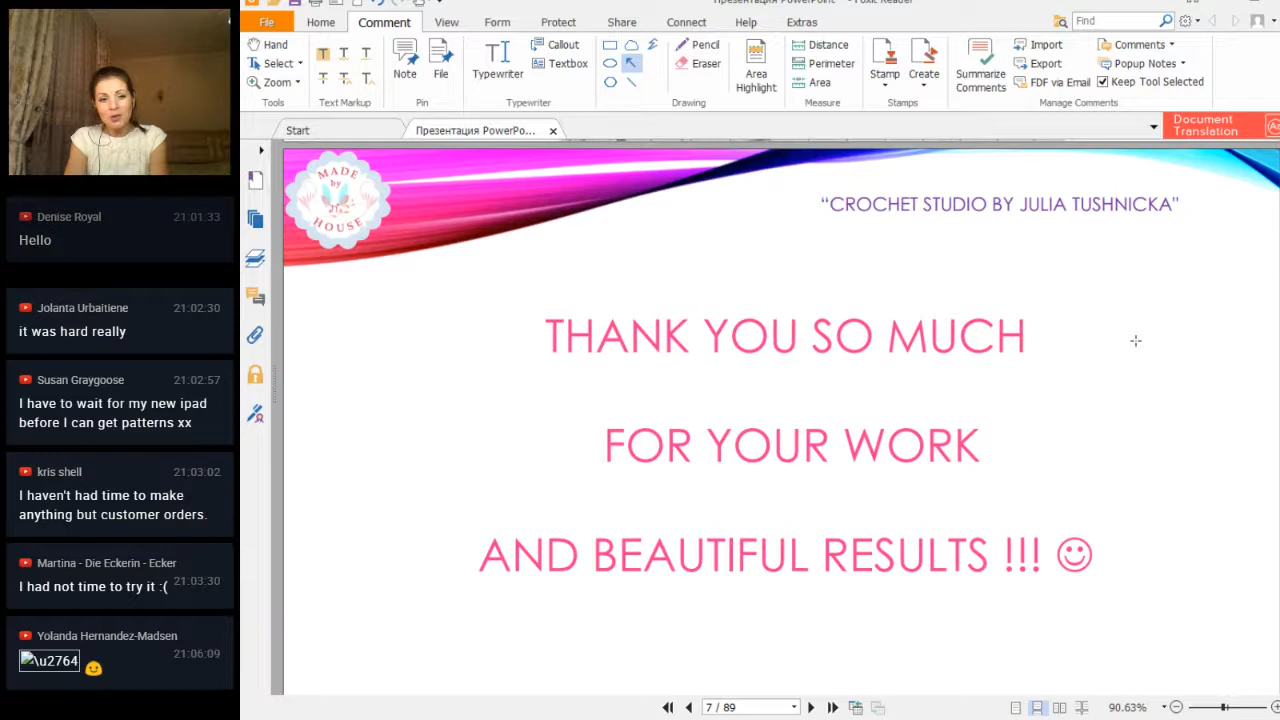 Презентация PowerPoint - Foxit Reader
File
Home
Comment
View
Form
Protect
Share
Connect
Help
Extras
Find
Hand
Select
Zoom
Tools
T T T
T T T
Text Markup
Note
File
Pin
Typewriter
Callout
Textbox
Typewriter
Pencil
Eraser
Area
Highlight
Drawing
Distance
Perimeter
Area
Measure
Stamp
Create
Stamps
Summarize
Comments
Import
Export
FDF via Email
Comments
Popup Notes
Keep Tool Selected
Manage Comments
Start
Презентация PowerPo...
Document
Translation
MADE
by
HOUSE
“CROCHET STUDIO BY JULIA TUSHNICKA”
THANK YOU SO MUCH
FOR YOUR WORK
AND BEAUTIFUL RESULTS !!! ☺
Denise Royal 21:01:33
Hello
Jolanta Urbaitiene 21:02:30
it was hard really
Susan Graygoose 21:02:57
I have to wait for my new ipad
before I can get patterns xx
kris shell 21:03:02
I haven't had time to make
anything but customer orders.
Martina - Die Eckerin - Ecker
I had not time to try it :( 21:03:30
Yolanda Hernandez-Madsen
\u2764 21:06:09
7 / 89
90.63%